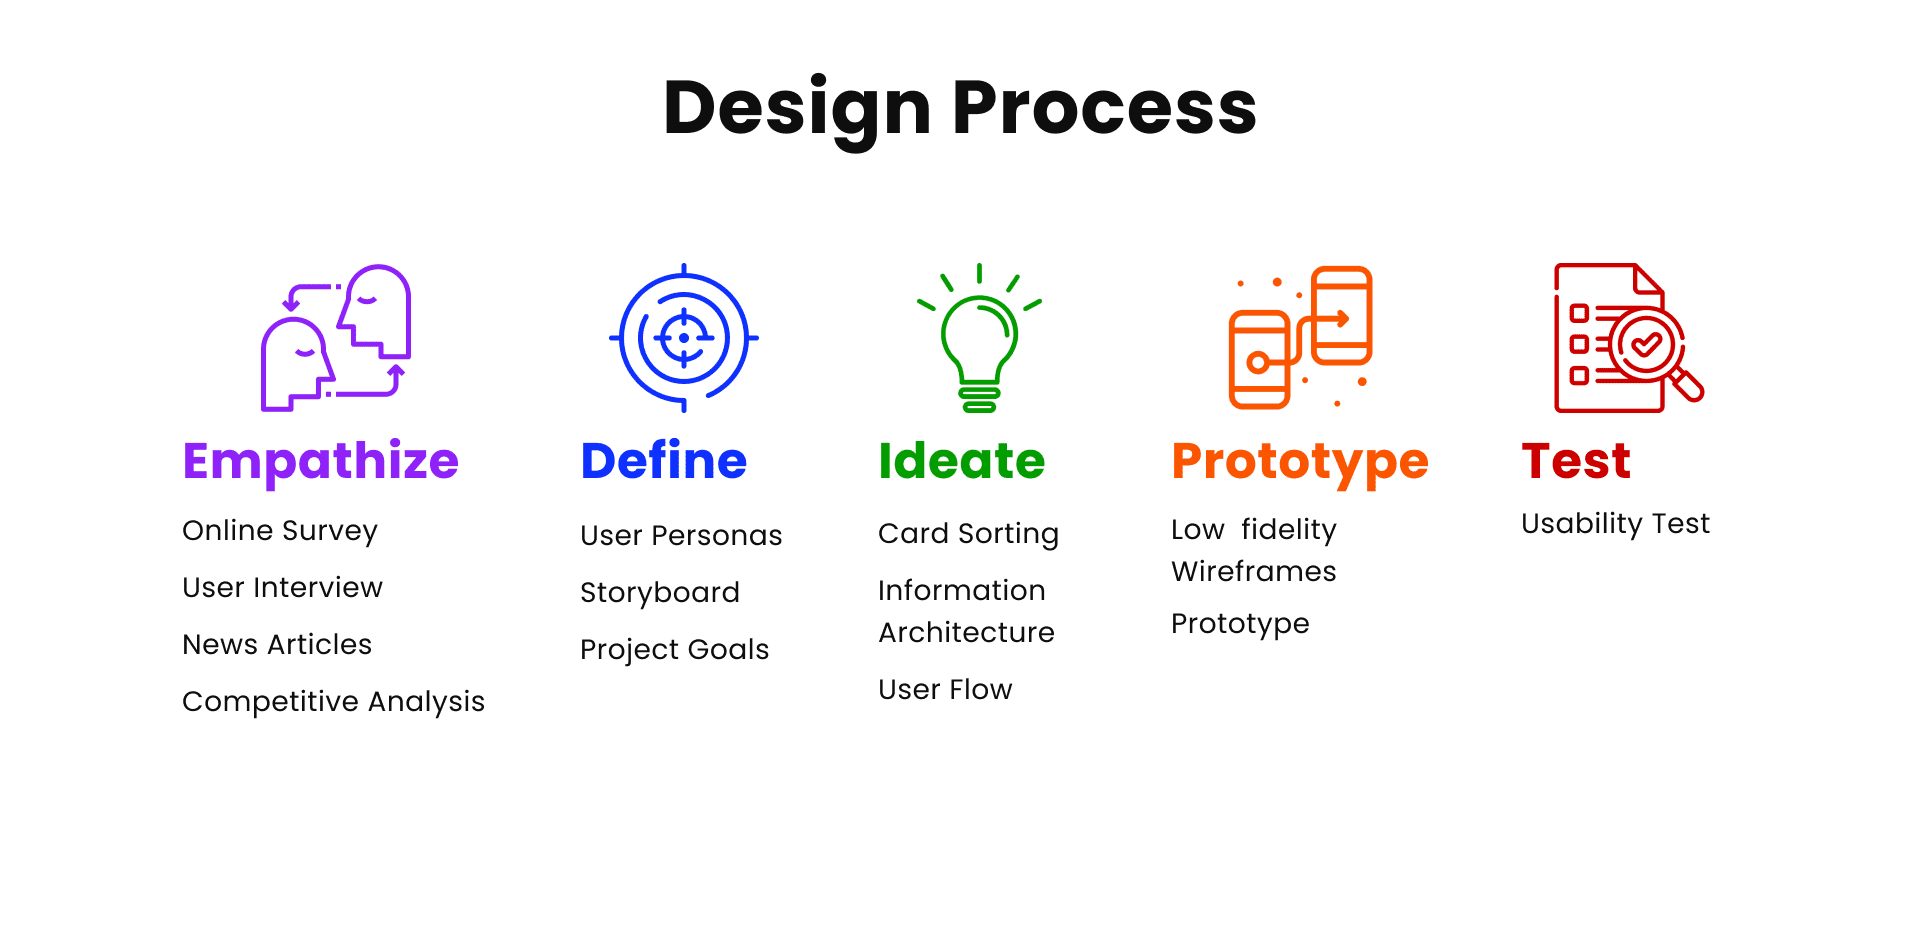 Design Process
Empathize
Online Survey
User Interview
News Articles
Competitive Analysis
Define
User Personas
Storyboard
Project Goals
Ideate
Card Sorting
Information
Architecture
User Flow
Prototype
Low  fidelity
Wireframes
Prototype
Test
Usability Test